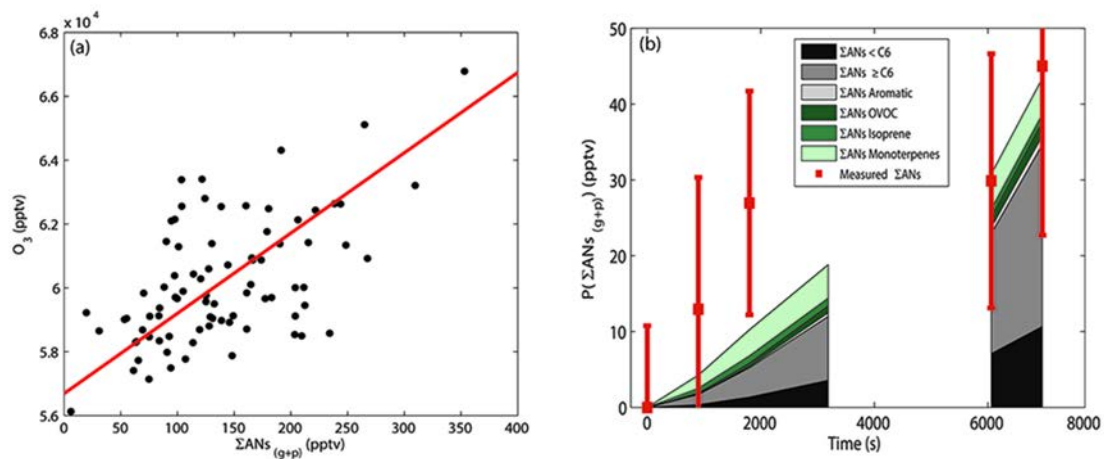 x 10⁴
6.8
6.6
6.4
6.2
6
5.8
5.6
(a)
O₃ (pptv)
0 50 100 150 200 250 300 350 400
ΣANs (g+p) (pptv)
(b)
50
40
30
20
10
0
P(ΣANs (g+p)) (pptv)
ΣANs < C6
ΣANs ≥ C6
ΣANs Aromatic
ΣANs OVOC
ΣANs Isoprene
ΣANs Monoterpenes
Measured ΣANs
0 2000 4000 6000 8000
Time (s)